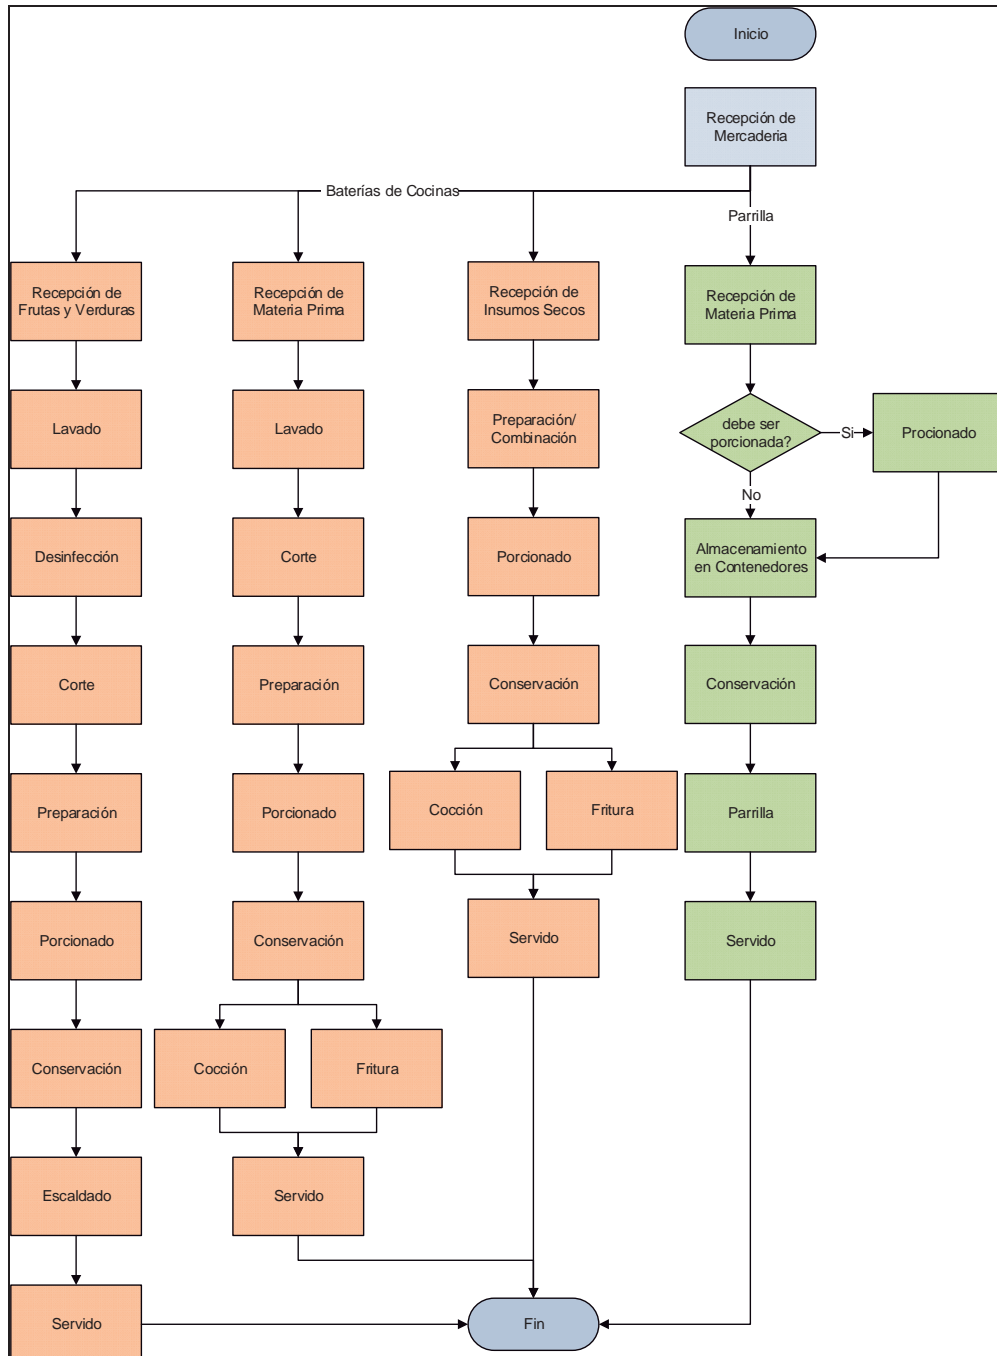 Inicio
Recepción de
Mercaderia
Baterías de Cocinas
Parrilla
Recepción de
Frutas y Verduras
Recepción de
Materia Prima
Recepción de
Insumos Secos
Recepción de
Materia Prima
Lavado
Lavado
Preparación/
Combinación
debe ser
porcionada?
Si
Procionado
No
Desinfección
Corte
Porcionado
Almacenamiento
en Contenedores
Corte
Preparación
Conservación
Conservación
Preparación
Porcionado
Cocción
Fritura
Parrilla
Porcionado
Conservación
Servido
Servido
Conservación
Cocción
Fritura
Escaldado
Servido
Servido
Fin